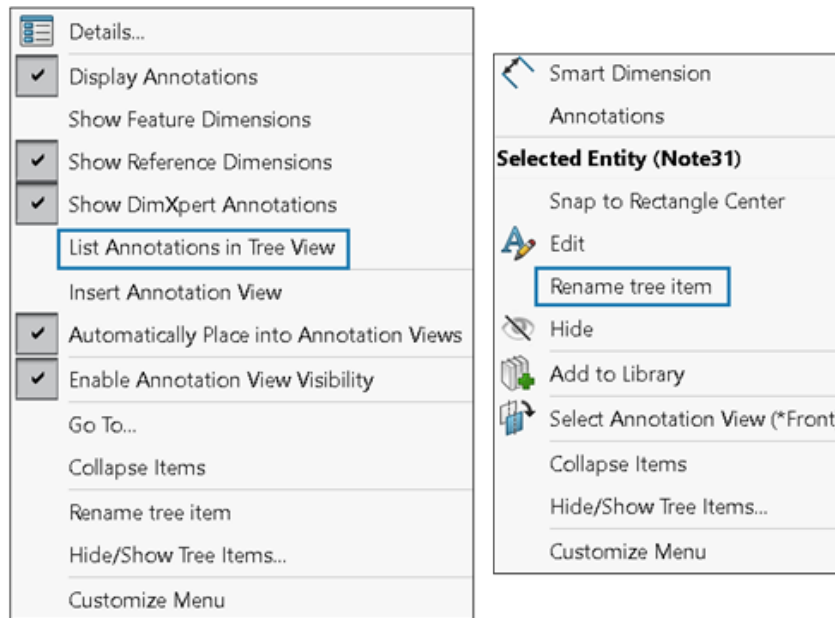 Details...
Display Annotations
Show Feature Dimensions
Show Reference Dimensions
Show DimXpert Annotations
List Annotations in Tree View
Insert Annotation View
Automatically Place into Annotation Views
Enable Annotation View Visibility
Go To...
Collapse Items
Rename tree item
Hide/Show Tree Items...
Customize Menu
Smart Dimension
Annotations
Selected Entity (Note31)
Snap to Rectangle Center
Edit
Rename tree item
Hide
Add to Library
Select Annotation View (*Front
Collapse Items
Hide/Show Tree Items...
Customize Menu